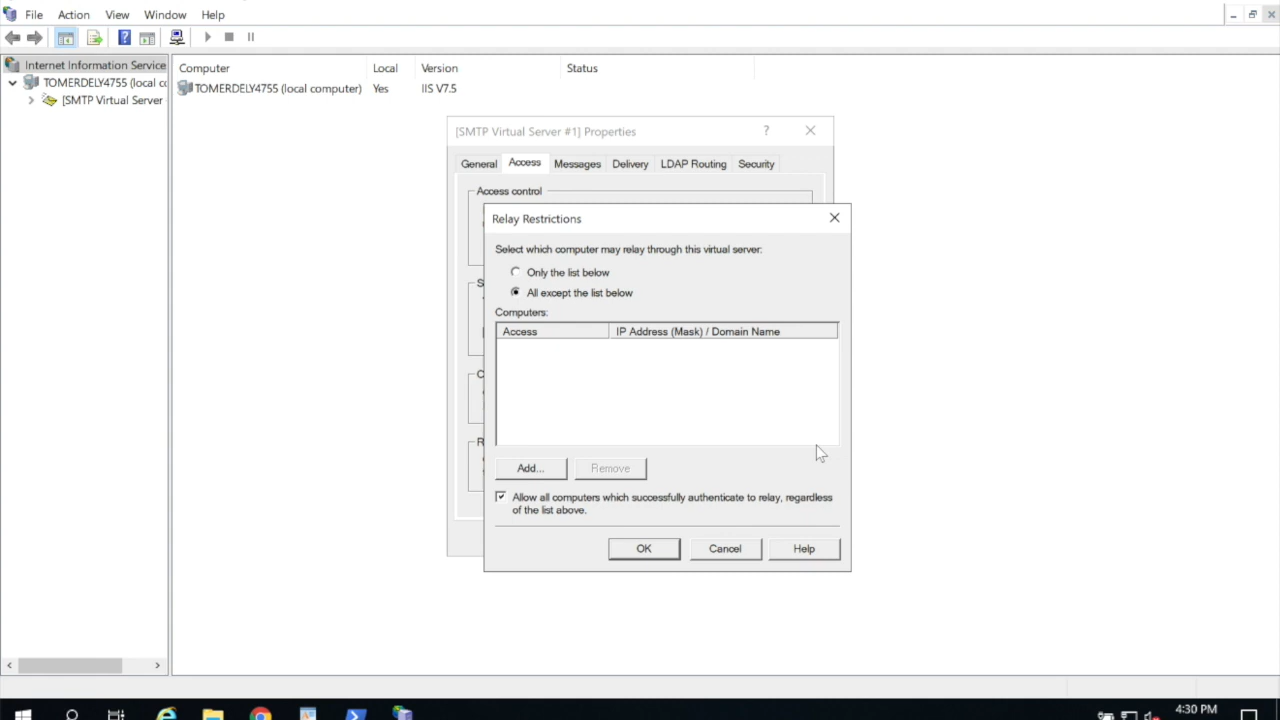 File Action View Window Help
Internet Information Service
TOMERDELY4755 (local co
[SMTP Virtual Server
Computer Local Version Status
TOMERDELY4755 (local computer) Yes IIS V7.5
[SMTP Virtual Server #1] Properties
General Access Messages Delivery LDAP Routing Security
Access control
Relay Restrictions
Select which computer may relay through this virtual server:
Only the list below
All except the list below
Computers:
Access IP Address (Mask) / Domain Name
Add... Remove
Allow all computers which successfully authenticate to relay, regardless
of the list above.
OK Cancel Help
4:30 PM